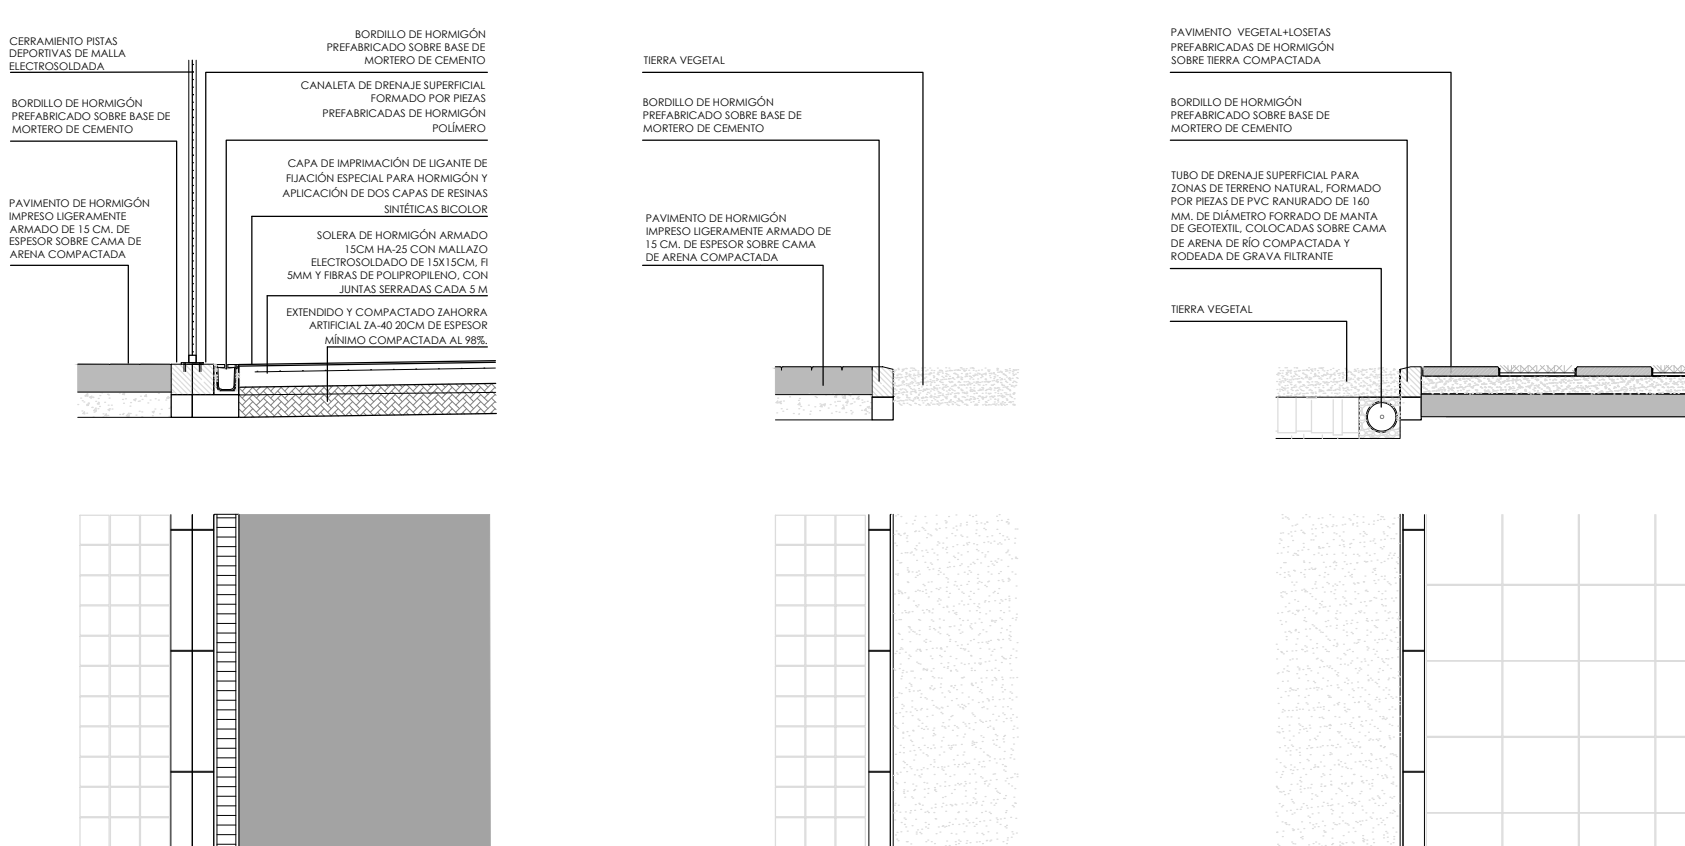 CERRAMIENTO PISTAS
DEPORTIVAS DE MALLA
ELECTROSOLDADA
BORDILLO DE HORMIGÓN
PREFABRICADO SOBRE BASE DE
MORTERO DE CEMENTO
PAVIMENTO DE HORMIGÓN
IMPRESO LIGERAMENTE
ARMADO DE 15 CM. DE
ESPESOR SOBRE CAMA DE
ARENA COMPACTADA
BORDILLO DE HORMIGÓN
PREFABRICADO SOBRE BASE DE
MORTERO DE CEMENTO
CANALETA DE DRENAJE SUPERFICIAL
FORMADO POR PIEZAS
PREFABRICADAS DE HORMIGÓN
POLÍMERO
CAPA DE IMPRIMACIÓN DE LIGANTE DE
FIJACIÓN ESPECIAL PARA HORMIGÓN Y
APLICACIÓN DE DOS CAPAS DE RESINAS
SINTÉTICAS BICOLOR
SOLERA DE HORMIGÓN ARMADO
15CM HA-25 CON MALLAZO
ELECTROSOLDADO DE 15X15CM, FI
5MM Y FIBRAS DE POLIPROPILENO, CON
JUNTAS SERRADAS CADA 5 M
EXTENDIDO Y COMPACTADO ZAHORRA
ARTIFICIAL ZA-40 20CM DE ESPESOR
MÍNIMO COMPACTADA AL 98%.
TIERRA VEGETAL
BORDILLO DE HORMIGÓN
PREFABRICADO SOBRE BASE DE
MORTERO DE CEMENTO
PAVIMENTO DE HORMIGÓN
IMPRESO LIGERAMENTE ARMADO DE
15 CM. DE ESPESOR SOBRE CAMA
DE ARENA COMPACTADA
PAVIMENTO VEGETAL+LOSETAS
PREFABRICADAS DE HORMIGÓN
SOBRE TIERRA COMPACTADA
BORDILLO DE HORMIGÓN
PREFABRICADO SOBRE BASE DE
MORTERO DE CEMENTO
TUBO DE DRENAJE SUPERFICIAL PARA
ZONAS DE TERRENO NATURAL, FORMADO
POR PIEZAS DE PVC RANURADO DE 160
MM. DE DIÁMETRO FORRADO DE MANTA
DE GEOTEXTIL, COLOCADAS SOBRE CAMA
DE ARENA DE RÍO COMPACTADA Y
RODEADA DE GRAVA FILTRANTE
TIERRA VEGETAL